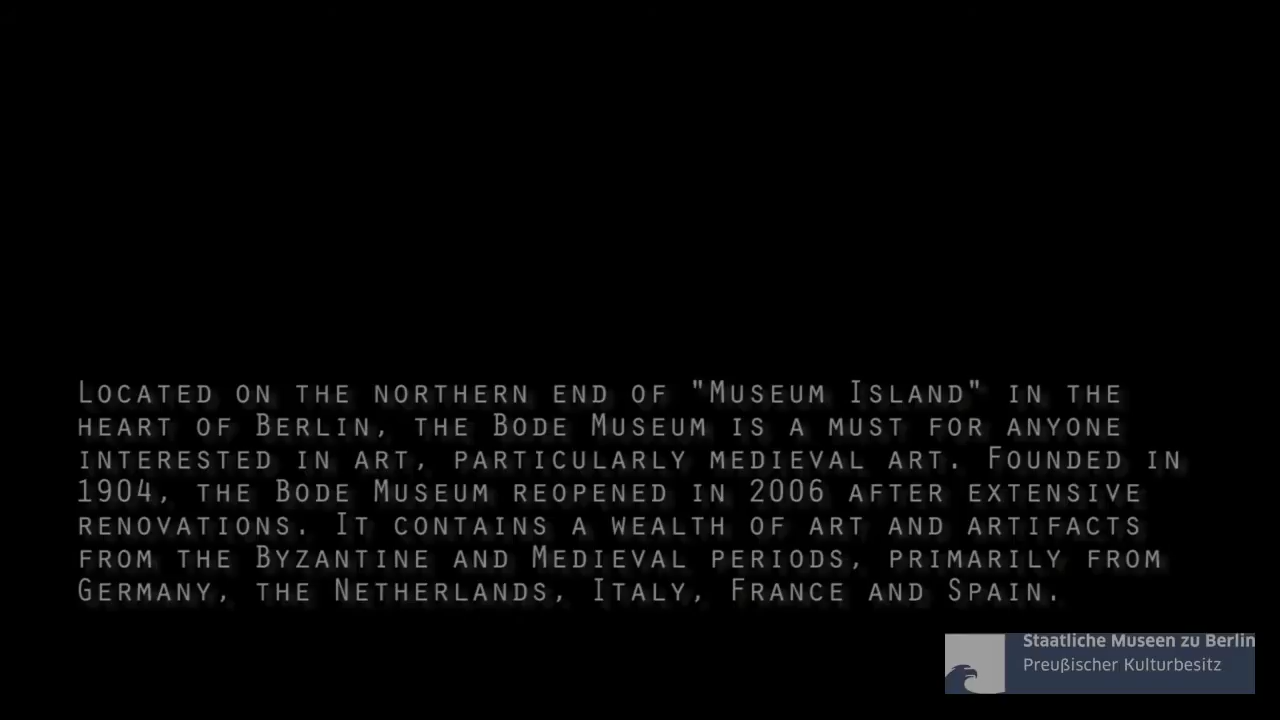 Located on the northern end of "Museum Island" in the
heart of Berlin, the Bode Museum is a must for anyone
interested in art, particularly medieval art. Founded in
1904, the Bode Museum reopened in 2006 after extensive
renovations. It contains a wealth of art and artifacts
from the Byzantine and Medieval periods, primarily from
Germany, the Netherlands, Italy, France and Spain.
Staatliche Museen zu Berlin
Preußischer Kulturbesitz